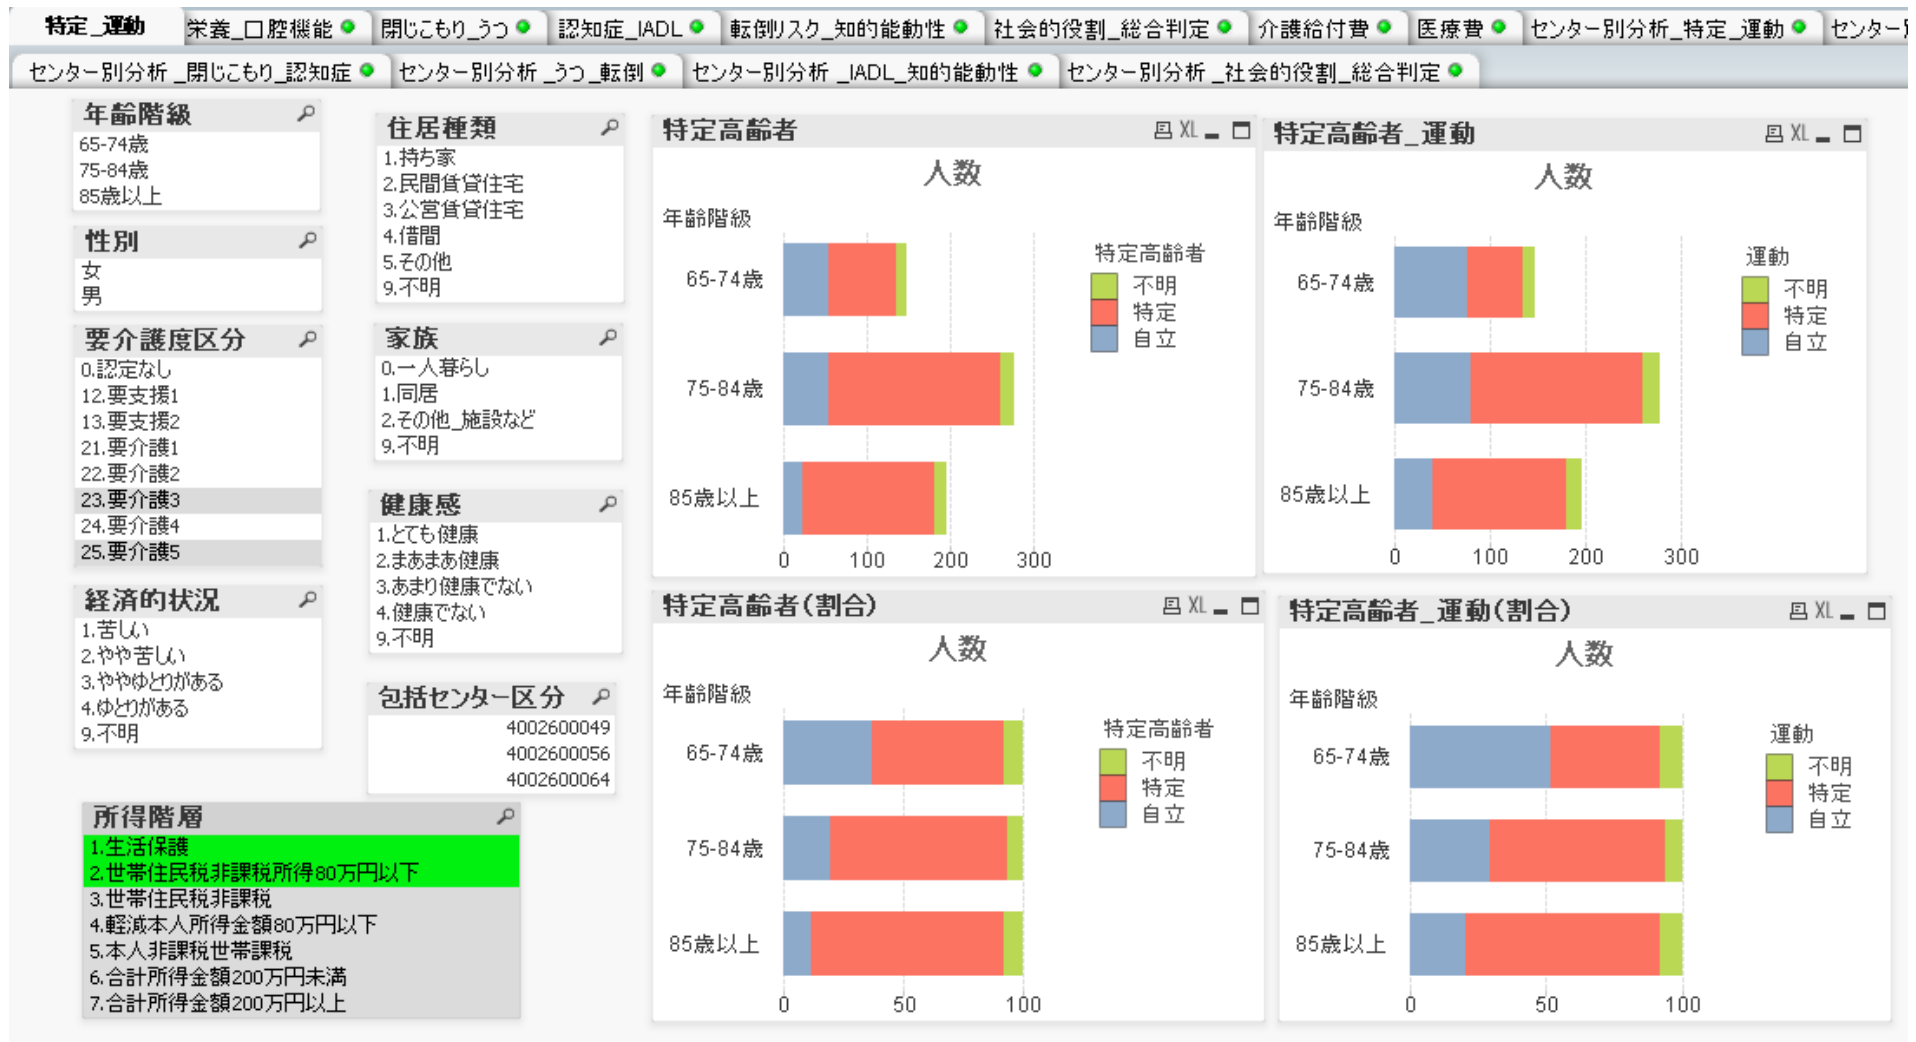 特定_運動
栄養_口腔機能
閉じこもり_うつ
認知症_IADL
転倒リスク_知的能動性
社会的役割_総合判定
介護給付費
医療費
センター別分析_特定_運動
センター別分析 _閉じこもり_認知症
センター別分析 _うつ_転倒
センター別分析 _IADL_知的能動性
センター別分析 _社会的役割_総合判定
年齢階級
65-74歳
75-84歳
85歳以上
性別
女
男
要介護度区分
0.認定なし
12.要支援1
13.要支援2
21.要介護1
22.要介護2
23.要介護3
24.要介護4
25.要介護5
経済的状況
1.苦しい
2.やや苦しい
3.ややゆとりがある
4.ゆとりがある
9.不明
住居種類
1.持ち家
2.民間賃貸住宅
3.公営賃貸住宅
4.借間
5.その他
9.不明
家族
0.一人暮らし
1.同居
2.その他_施設など
9.不明
健康感
1.とても健康
2.まあまあ健康
3.あまり健康でない
4.健康でない
9.不明
包括センター区分
4002600049
4002600056
4002600064
所得階層
1.生活保護
2.世帯住民税非課税所得80万円以下
3.世帯住民税非課税
4.軽減本人所得金額80万円以下
5.本人非課税世帯課税
6.合計所得金額200万円未満
7.合計所得金額200万円以上
特定高齢者
XL
人数
年齢階級
65-74歳
75-84歳
85歳以上
0 100 200 300
特定高齢者
不明
特定
自立
特定高齢者_運動
XL
人数
年齢階級
65-74歳
75-84歳
85歳以上
0 100 200 300
運動
不明
特定
自立
特定高齢者(割合)
XL
人数
年齢階級
65-74歳
75-84歳
85歳以上
0 50 100
特定高齢者
不明
特定
自立
特定高齢者_運動(割合)
XL
人数
年齢階級
65-74歳
75-84歳
85歳以上
0 50 100
運動
不明
特定
自立